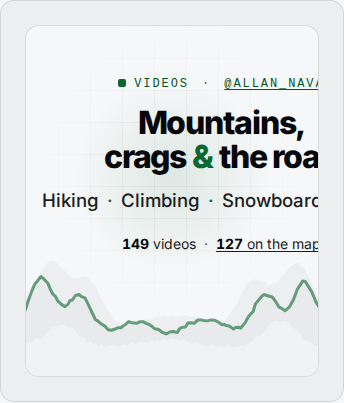 VIDEOS · @ALLAN_NAVA
Mountains,
crags & the roa
Hiking · Climbing · Snowboard
149 videos · 127 on the map